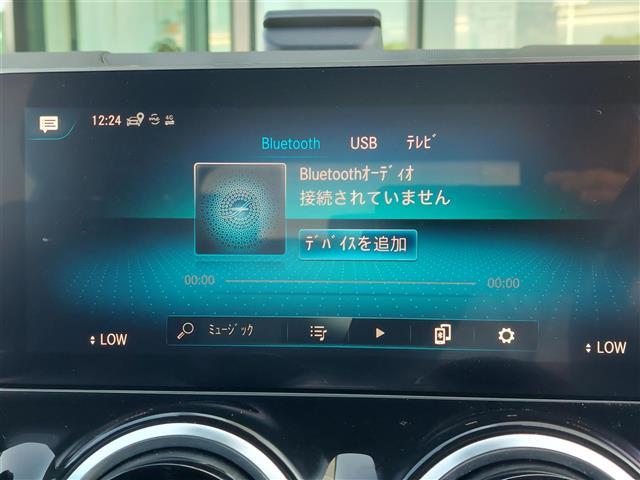 12:24 4G
Bluetooth USB ﾃﾚﾋﾞ
Bluetoothｵｰﾃﾞｨｵ
接続されていません
ﾃﾞﾊﾞｲｽを追加
00:00 00:00
ﾐｭｰｼﾞｯｸ
LOW LOW